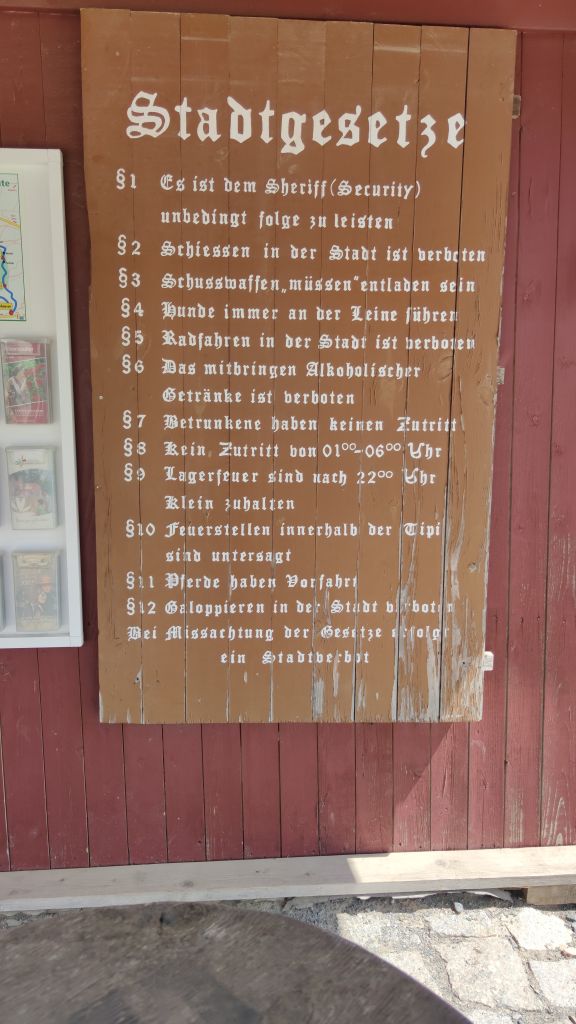 Stadtgesetze
§1 Es ist dem Sheriff (Security)
unbedingt folge zu leisten
§2 Schiessen in der Stadt ist verboten
§3 Schusswaffen „müssen“ entladen sein
§4 Hunde immer an der Leine führen
§5 Radfahren in der Stadt ist verboten
§6 Das mitbringen Alkoholischer
Getränke ist verboten
§7 Betrunkene haben keinen Zutritt
§8 Kein Zutritt von 01⁰⁰-06⁰⁰ Uhr
§9 Lagerfeuer sind nach 22⁰⁰ Uhr
Klein zuhalten
§10 Feuerstellen innerhalb der Tipi
sind untersagt
§11 Pferde haben Vorfahrt
§12 Galoppieren in der Stadt verboten
Bei Missachtung der Gesetze erfolgt
ein Stadtverbot